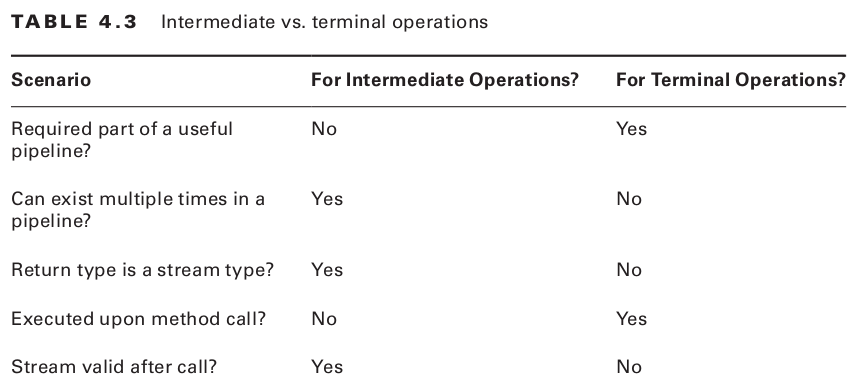 TABLE 4.3 Intermediate vs. terminal operations
Scenario For Intermediate Operations? For Terminal Operations?
Required part of a useful pipeline? No Yes
Can exist multiple times in a pipeline? Yes No
Return type is a stream type? Yes No
Executed upon method call? No Yes
Stream valid after call? Yes No